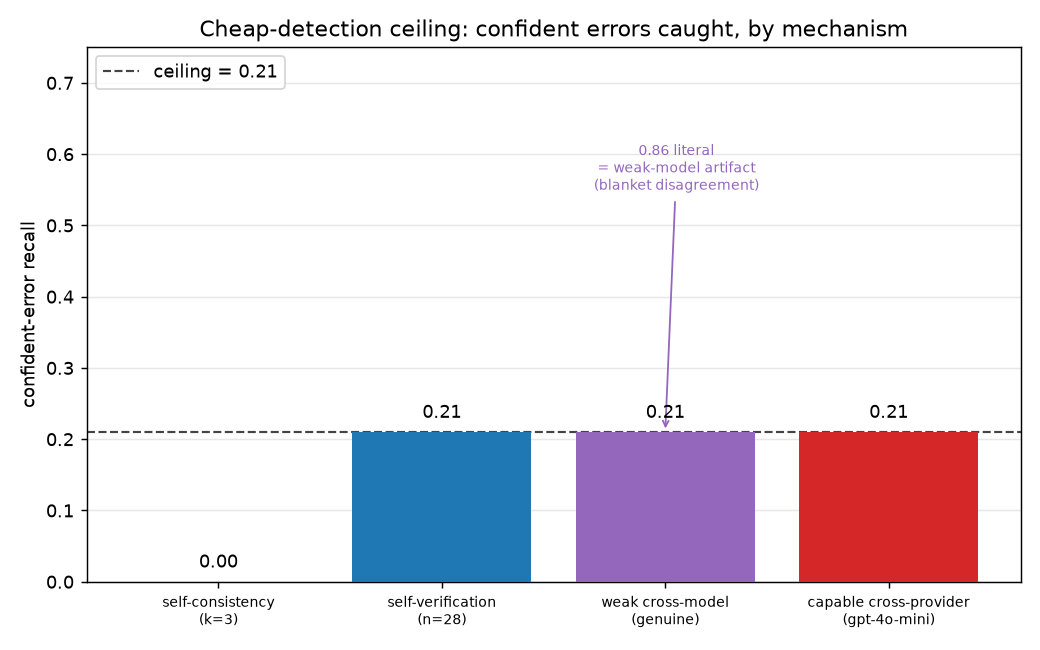 Cheap-detection ceiling: confident errors caught, by mechanism
ceiling = 0.21
0.7
0.6
0.5
0.4
0.3
0.2
0.1
0.0
confident-error recall
0.86 literal
= weak-model artifact
(blanket disagreement)
0.00
0.21
0.21
0.21
self-consistency
(k=3)
self-verification
(n=28)
weak cross-model
(genuine)
capable cross-provider
(gpt-4o-mini)